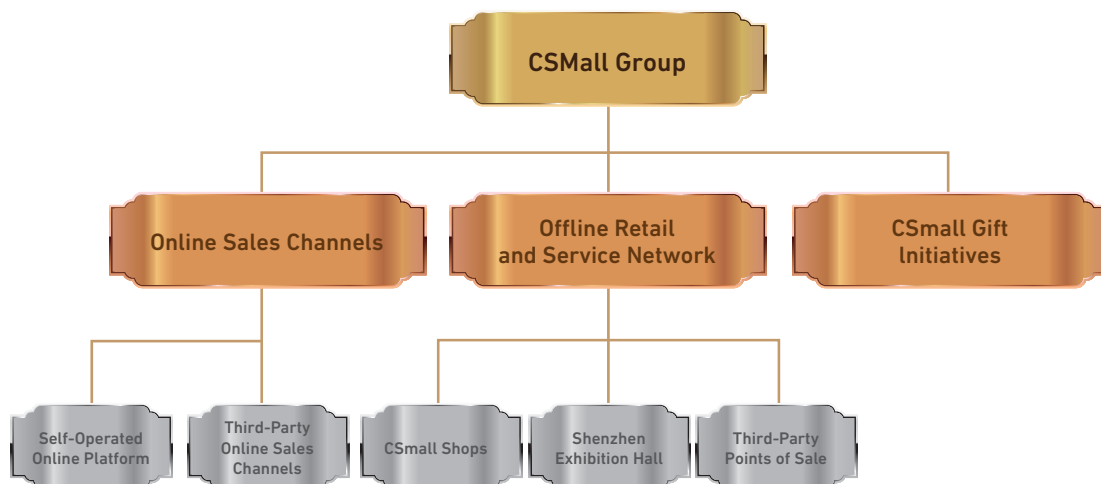 CSMall Group
Online Sales Channels
Offline Retail
and Service Network
CSmall Gift
Initiatives
Self-Operated
Online Platform
Third-Party
Online Sales
Channels
CSmall Shops
Shenzhen
Exhibition Hall
Third-Party
Points of Sale